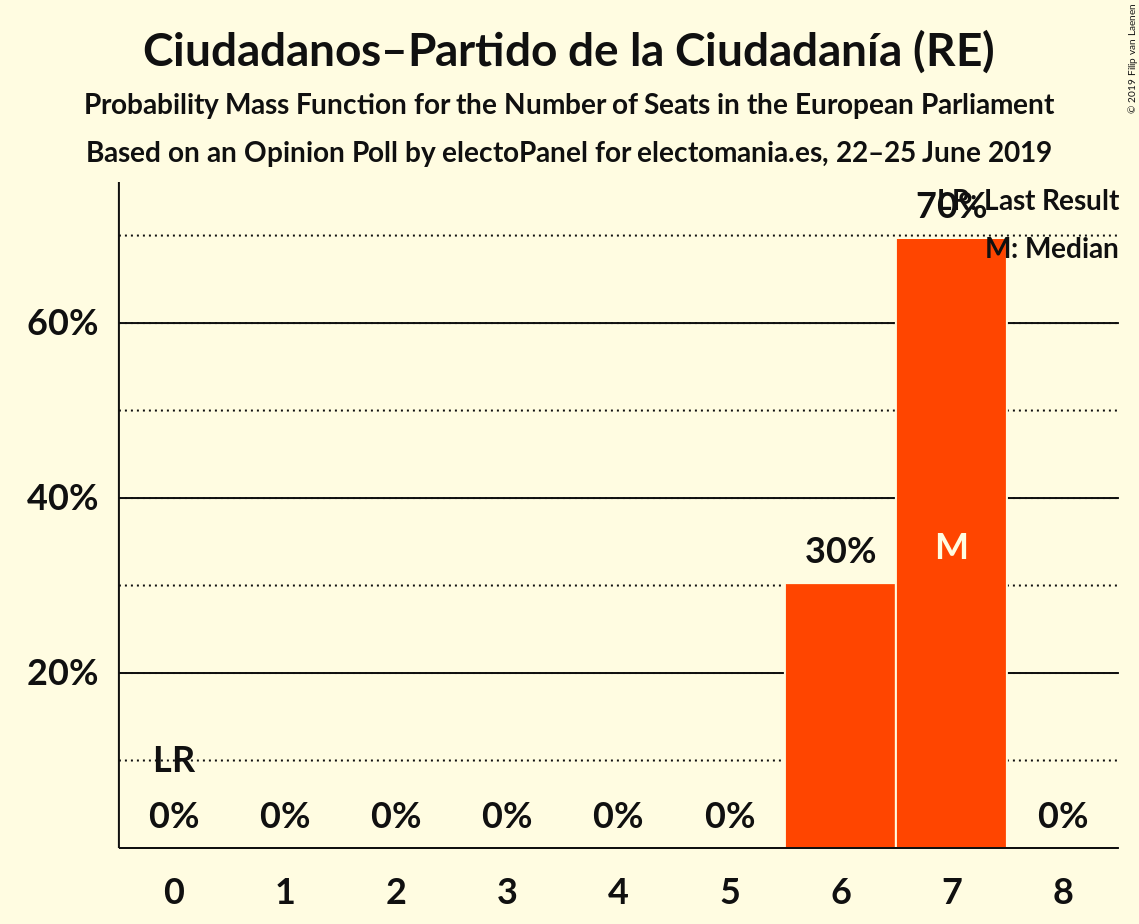 Ciudadanos–Partido de la Ciudadanía (RE)
Probability Mass Function for the Number of Seats in the European Parliament
Based on an Opinion Poll by electoPanel for electomania.es, 22–25 June 2019
© 2019 Filip van Laenen
LR: Last Result
M: Median
70%
60%
40%
30%
M
20%
LR
0% 0% 0% 0% 0% 0% 0%
0 1 2 3 4 5 6 7 8